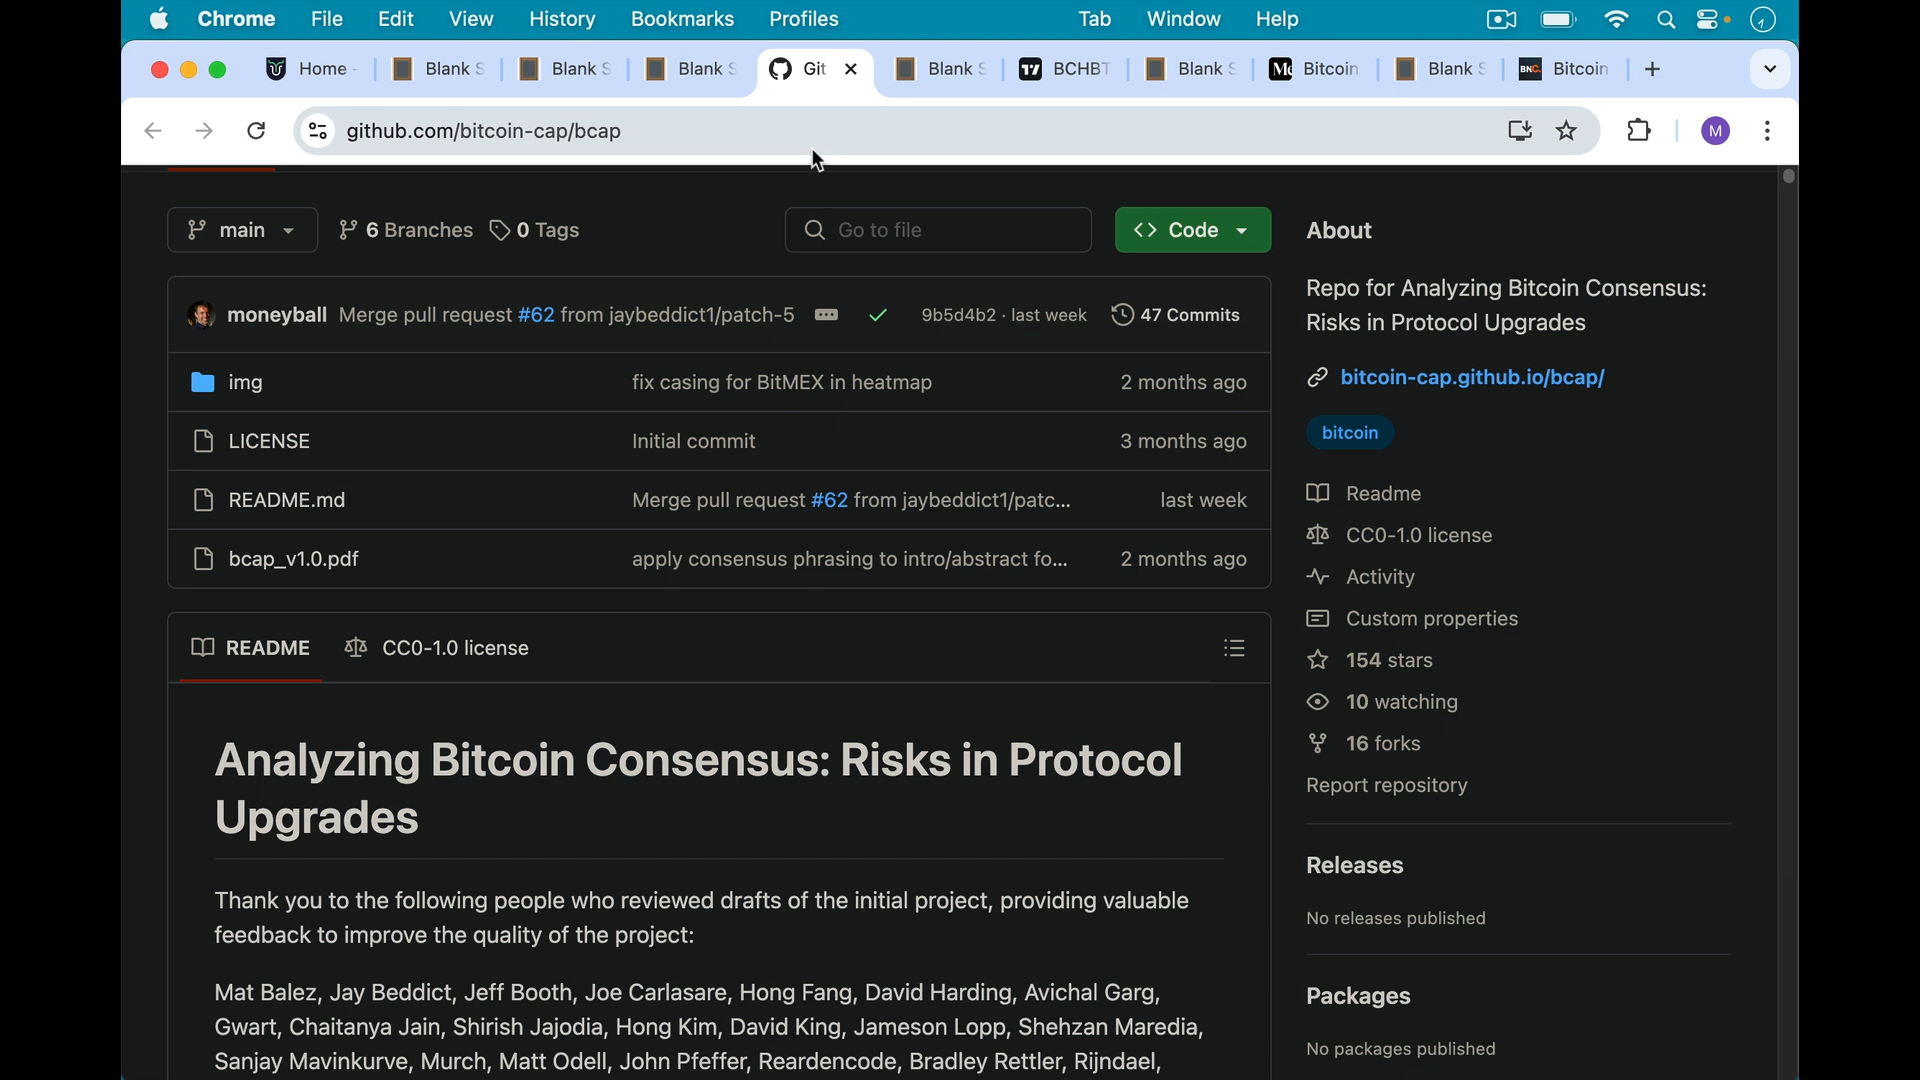 Chrome File Edit View History Bookmarks Profiles Tab Window Help
Home - Blank S Blank S Blank S Git Blank S BCHBT Blank S Bitcoin Blank S BNC. Bitcoin
github.com/bitcoin-cap/bcap M
main 6 Branches 0 Tags Go to file Code
moneyball Merge pull request #62 from jaybeddict1/patch-5 9b5d4b2 · last week 47 Commits
img fix casing for BitMEX in heatmap 2 months ago
LICENSE Initial commit 3 months ago
README.md Merge pull request #62 from jaybeddict1/patc... last week
bcap_v1.0.pdf apply consensus phrasing to intro/abstract fo... 2 months ago
README CC0-1.0 license
Analyzing Bitcoin Consensus: Risks in Protocol
Upgrades
Thank you to the following people who reviewed drafts of the initial project, providing valuable
feedback to improve the quality of the project:
Mat Balez, Jay Beddict, Jeff Booth, Joe Carlasare, Hong Fang, David Harding, Avichal Garg,
Gwart, Chaitanya Jain, Shirish Jajodia, Hong Kim, David King, Jameson Lopp, Shehzan Maredia,
Sanjay Mavinkurve, Murch, Matt Odell, John Pfeffer, Reardencode, Bradley Rettler, Rijndael,
About
Repo for Analyzing Bitcoin Consensus:
Risks in Protocol Upgrades
bitcoin-cap.github.io/bcap/
bitcoin
Readme
CC0-1.0 license
Activity
Custom properties
154 stars
10 watching
16 forks
Report repository
Releases
No releases published
Packages
No packages published